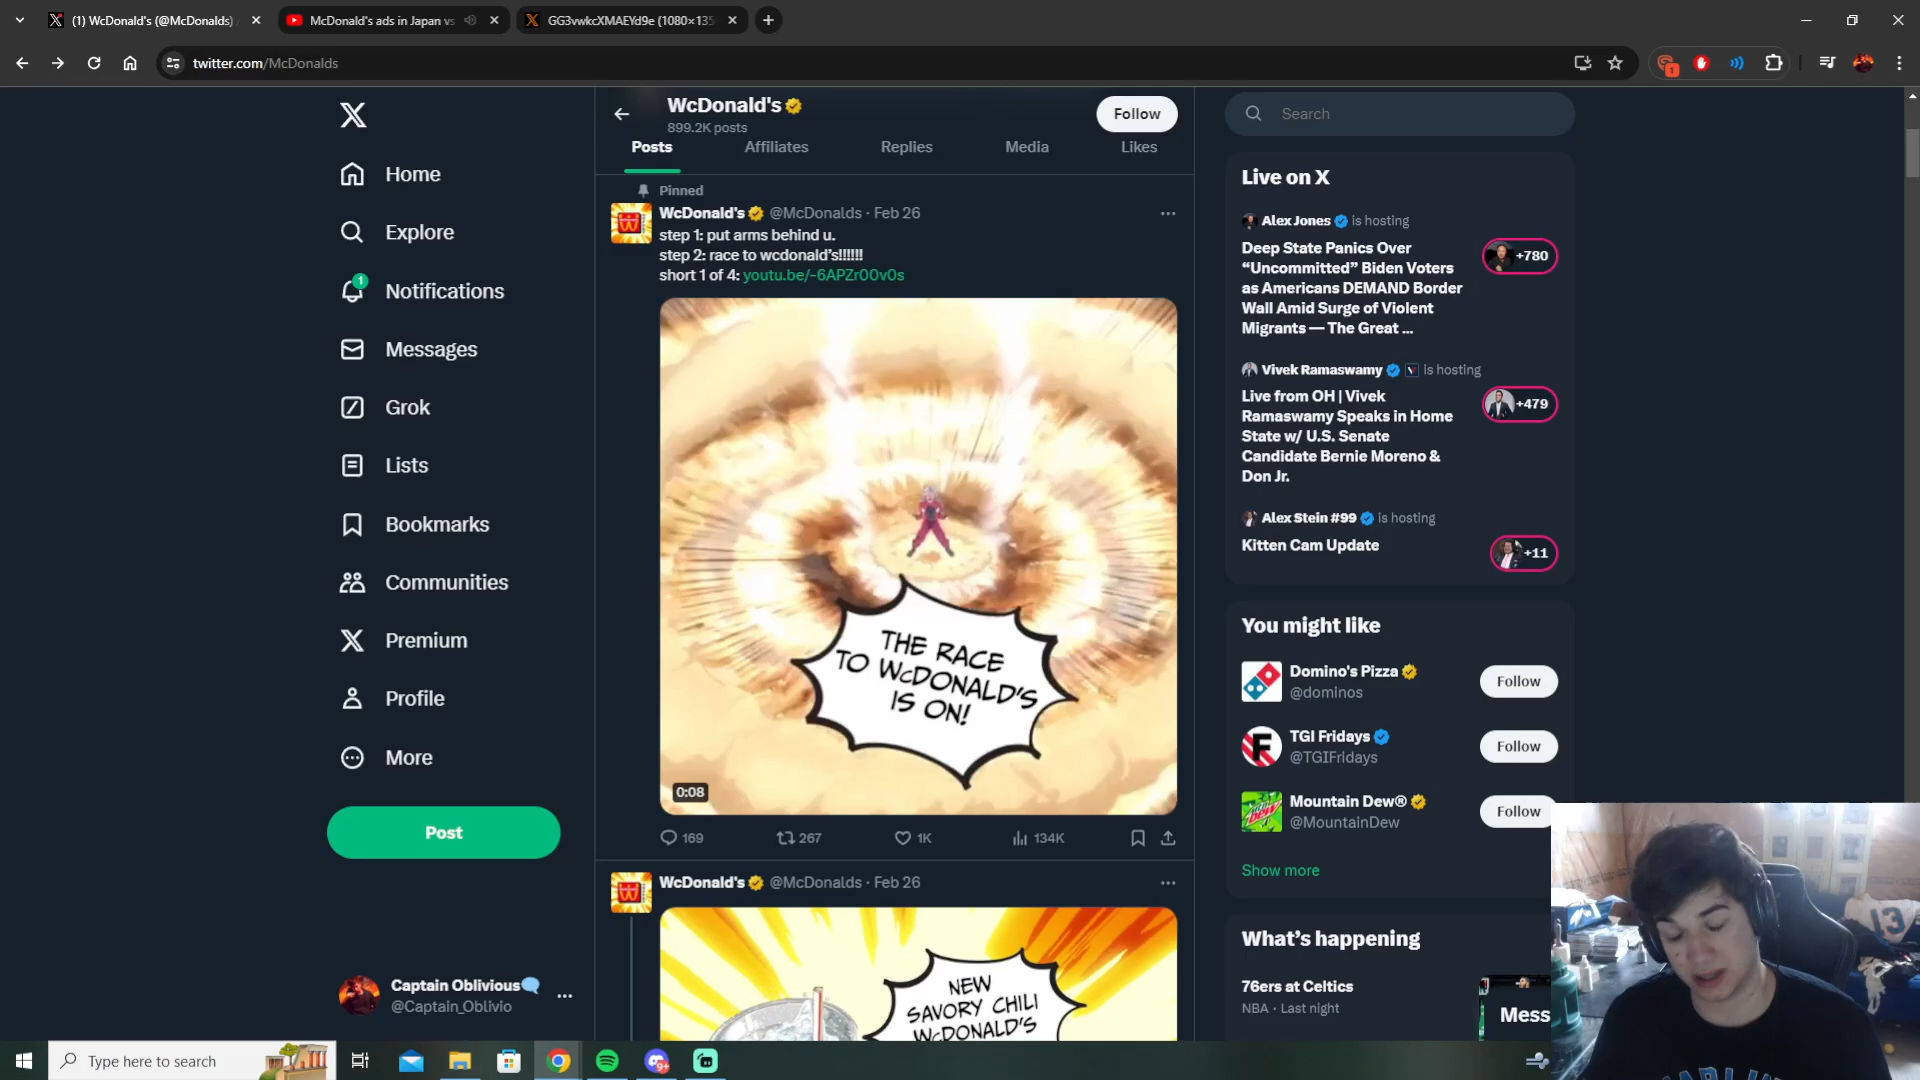 (1) WcDonald's (@McDonalds)
McDonald's ads in Japan vs
GG3vwkcXMAEYd9e (1080×135
twitter.com/McDonalds
1
WcDonald's
899.2K posts
Follow
Posts
Affiliates
Replies
Media
Likes
Search
1
Home
Explore
Notifications
Messages
Grok
Lists
Bookmarks
Communities
Premium
Profile
More
Post
Captain Oblivious
@Captain_Oblivio
Pinned
WcDonald's @McDonalds · Feb 26
step 1: put arms behind u.
step 2: race to wcdonald's!!!!!!
short 1 of 4: youtu.be/-6APZr00v0s
THE RACE
TO WcDONALD'S
IS ON!
0:08
169
267
1K
134K
WcDonald's @McDonalds · Feb 26
NEW
SAVORY CHILI
WcDONALD'S
Live on X
Alex Jones is hosting
Deep State Panics Over
“Uncommitted” Biden Voters
as Americans DEMAND Border
Wall Amid Surge of Violent
Migrants — The Great ...
+780
Vivek Ramaswamy is hosting
Live from OH | Vivek
Ramaswamy Speaks in Home
State w/ U.S. Senate
Candidate Bernie Moreno &
Don Jr.
+479
Alex Stein #99 is hosting
Kitten Cam Update
+11
You might like
Domino's Pizza
@dominos
Follow
TGI Fridays
@TGIFridays
Follow
Mountain Dew®
@MountainDew
Follow
Show more
What's happening
76ers at Celtics
NBA · Last night
Mess
13
Type here to search
9+